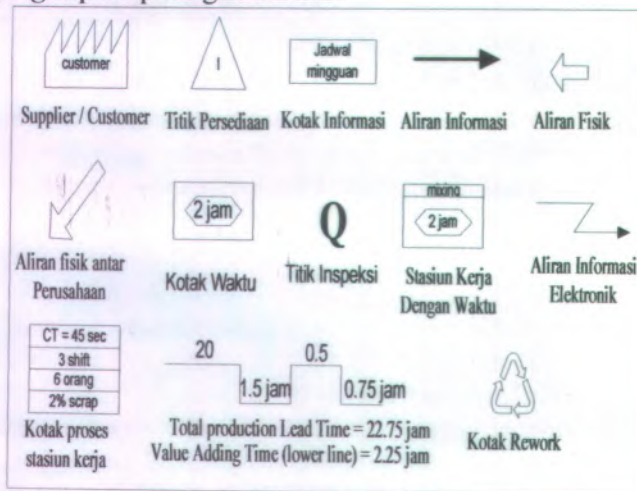 customer
I
Jadwal
mingguan
Supplier / Customer
Titik Persediaan
Kotak Informasi
Aliran Informasi
Aliran Fisik
2 jam
Q
mixing
2 jam
Aliran fisik antar
Perusahaan
Kotak Waktu
Titik Inspeksi
Stasiun Kerja
Dengan Waktu
Aliran Informasi
Elektronik
CT = 45 sec
3 shift
6 orang
2% scrap
Kotak proses
stasiun kerja
20
0.5
1.5 jam
0.75 jam
Total production Lead Time = 22.75 jam
Value Adding Time (lower line) = 2.25 jam
Kotak Rework